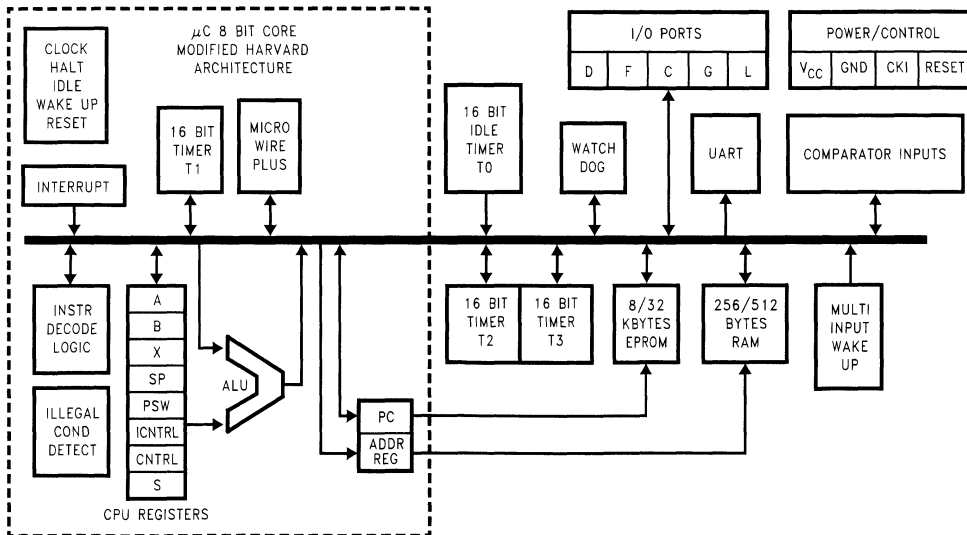 μC 8 BIT CORE
MODIFIED HARVARD
ARCHITECTURE
CLOCK
HALT
IDLE
WAKE UP
RESET
INTERRUPT
16 BIT
TIMER
T1
MICRO
WIRE
PLUS
16 BIT
IDLE
TIMER
T0
WATCH
DOG
I/O PORTS
D F C G L
UART
POWER/CONTROL
VCC GND CKI RESET
COMPARATOR INPUTS
INSTR
DECODE
LOGIC
ILLEGAL
COND
DETECT
A
B
X
SP
PSW
ICNTRL
CNTRL
S
CPU REGISTERS
ALU
PC
ADDR
REG
16 BIT
TIMER
T2
16 BIT
TIMER
T3
8/32
KBYTES
EPROM
256/512
BYTES
RAM
MULTI
INPUT
WAKE
UP